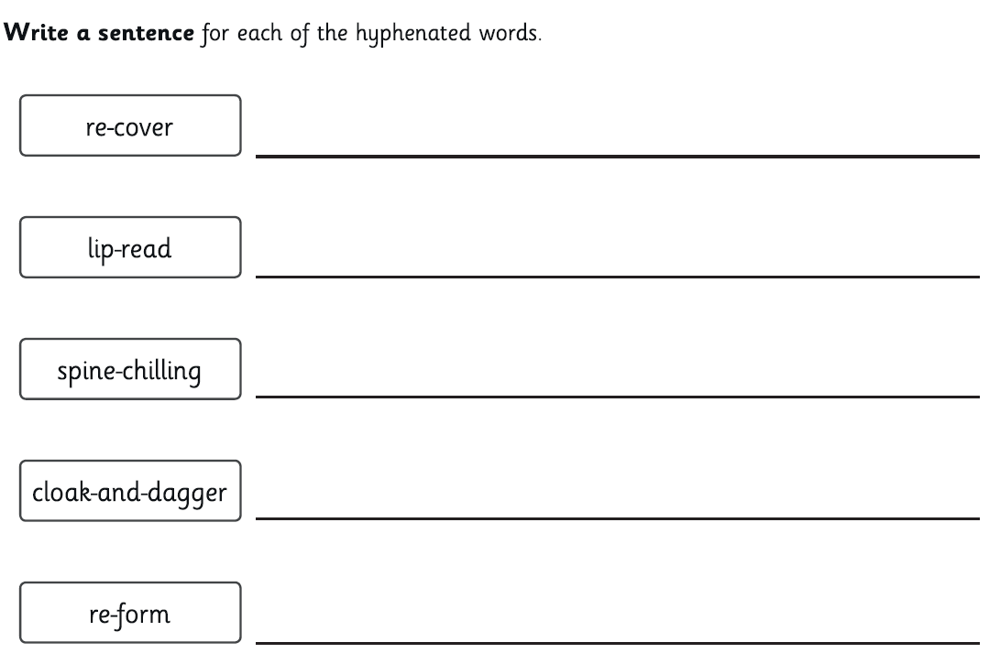 Write a sentence for each of the hyphenated words.
re-cover
lip-read
spine-chilling
cloak-and-dagger
re-form